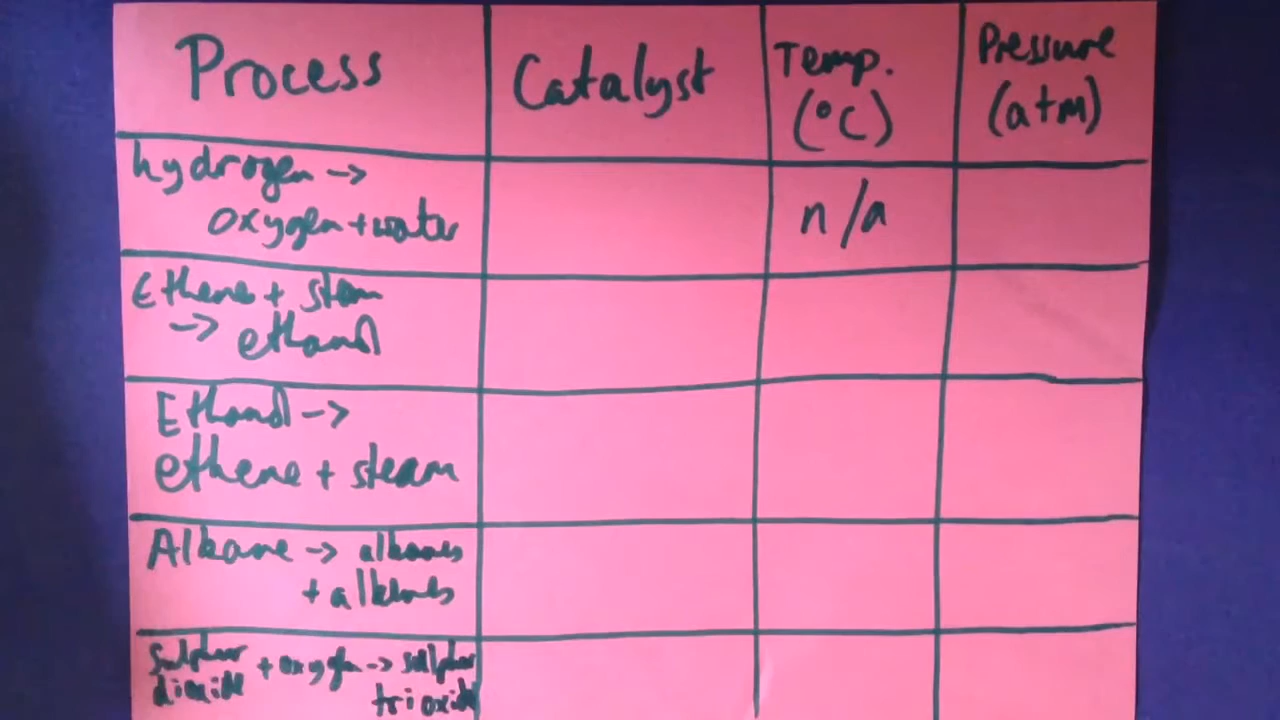 Process
Catalyst
Temp.
(°C)
Pressure
(atm)
hydrogen ->
oxygen + water
n/a
Ethene + steam
-> ethanol
Ethanol ->
ethene + steam
Alkane -> alkanes
+ alkenes
Sulphur
dioxide
+ oxygen -> sulphur
trioxide